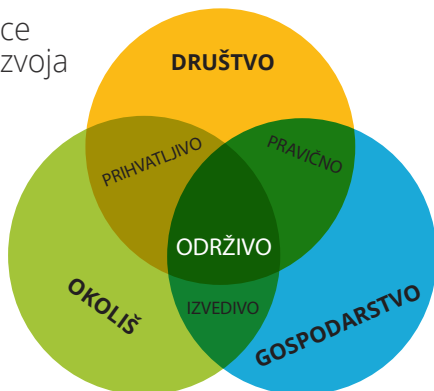 ce
zvoja
DRUŠTVO
PRIHVATLJIVO
PRAVIČNO
ODRŽIVO
OKOLIŠ
IZVEDIVO
GOSPODARSTVO